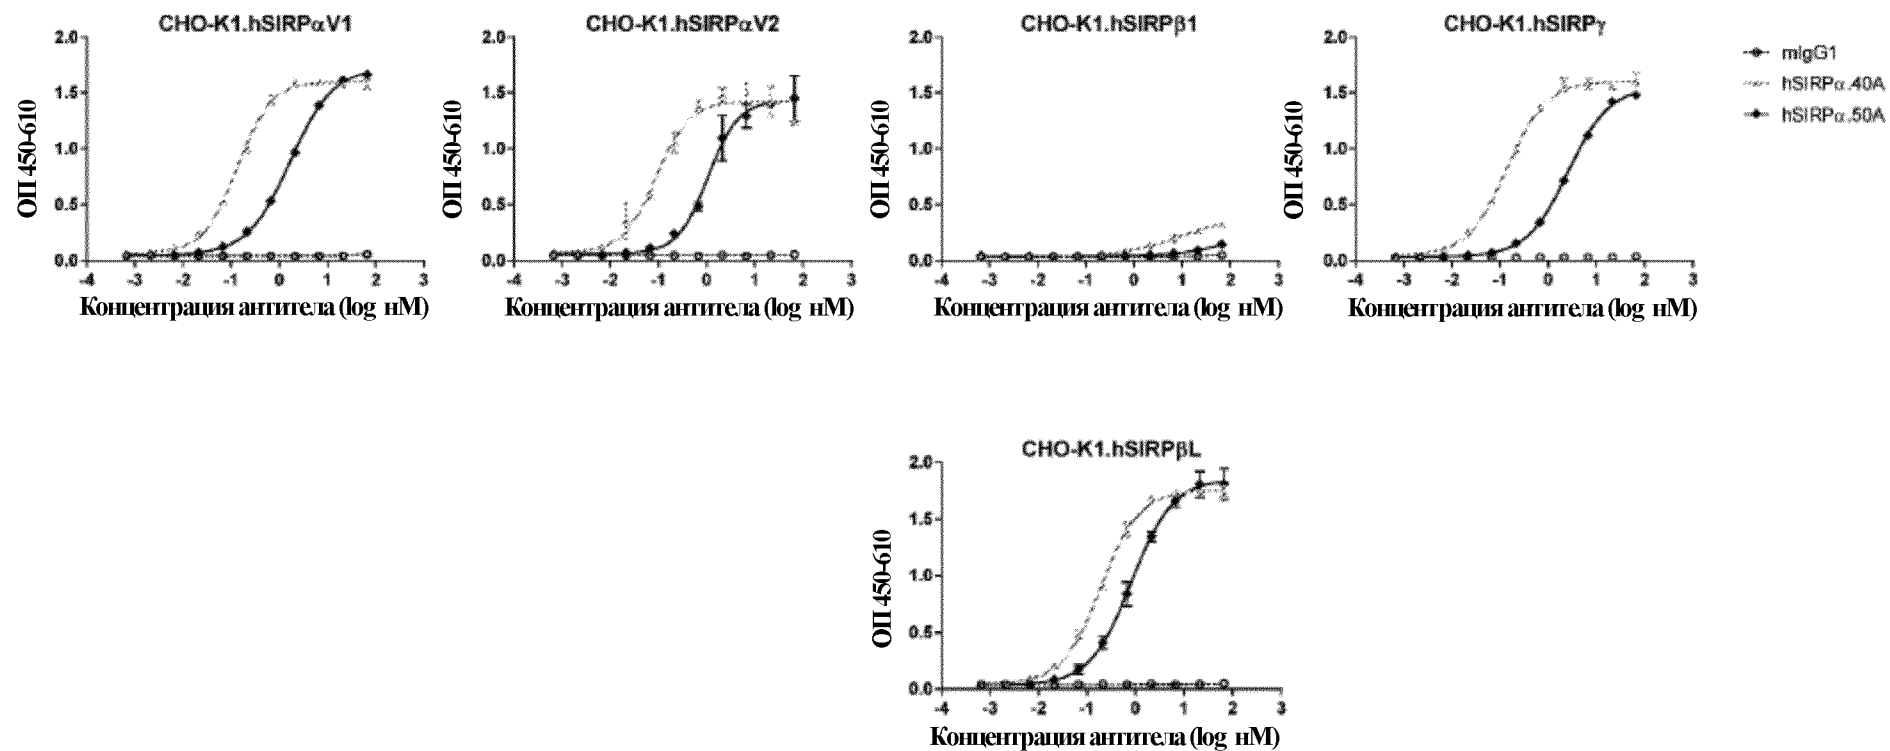 CHO-K1.hSIRPαV1
2.0
1.5
1.0
0.5
0.0
ОП 450-610
-4 -3 -2 -1 0 1 2 3
Концентрация антитела (log нМ)
CHO-K1.hSIRPαV2
2.0
1.5
1.0
0.5
0.0
ОП 450-610
-4 -3 -2 -1 0 1 2 3
Концентрация антитела (log нМ)
CHO-K1.hSIRPβ1
2.0
1.5
1.0
0.5
0.0
ОП 450-610
-4 -3 -2 -1 0 1 2 3
Концентрация антитела (log нМ)
CHO-K1.hSIRPγ
2.0
1.5
1.0
0.5
0.0
ОП 450-610
-4 -3 -2 -1 0 1 2 3
Концентрация антитела (log нМ)
mIgG1
hSIRPα.40A
hSIRPα.50A
CHO-K1.hSIRPβL
2.0
1.5
1.0
0.5
0.0
ОП 450-610
-4 -3 -2 -1 0 1 2 3
Концентрация антитела (log нМ)